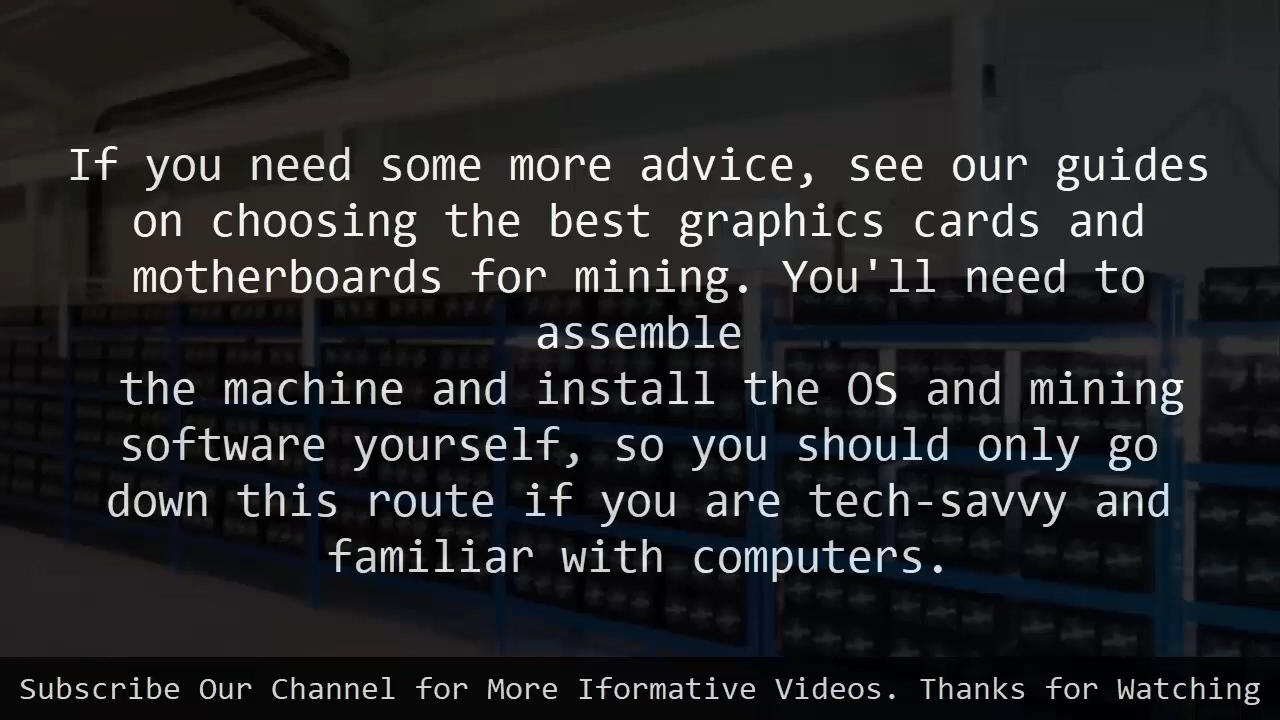 If you need some more advice, see our guides
on choosing the best graphics cards and
motherboards for mining. You'll need to
assemble
the machine and install the OS and mining
software yourself, so you should only go
down this route if you are tech-savvy and
familiar with computers.
Subscribe Our Channel for More Iformative Videos. Thanks for Watching